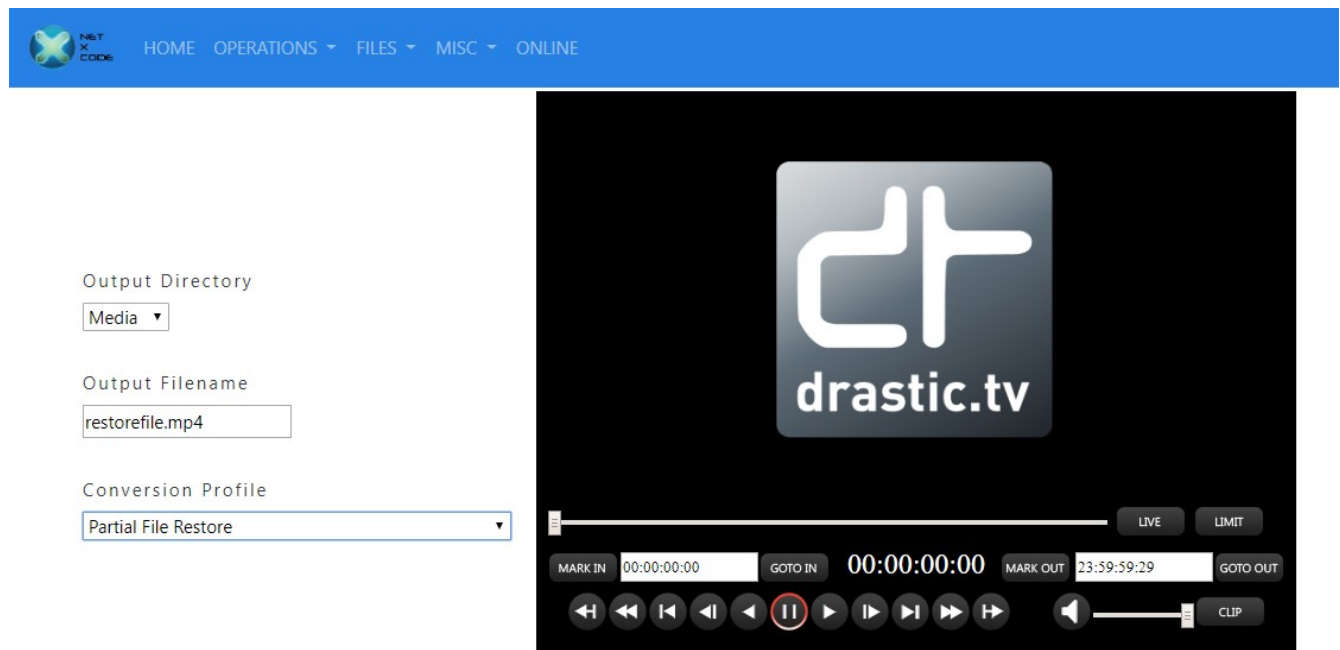 NET
X
CODE
HOME OPERATIONS FILES MISC ONLINE
Output Directory
Media
Output Filename
restorefile.mp4
Conversion Profile
Partial File Restore
dt
drastic.tv
LIVE LIMIT
MARK IN 00:00:00:00 GOTO IN 00:00:00:00 MARK OUT 23:59:59:29 GOTO OUT
CLIP